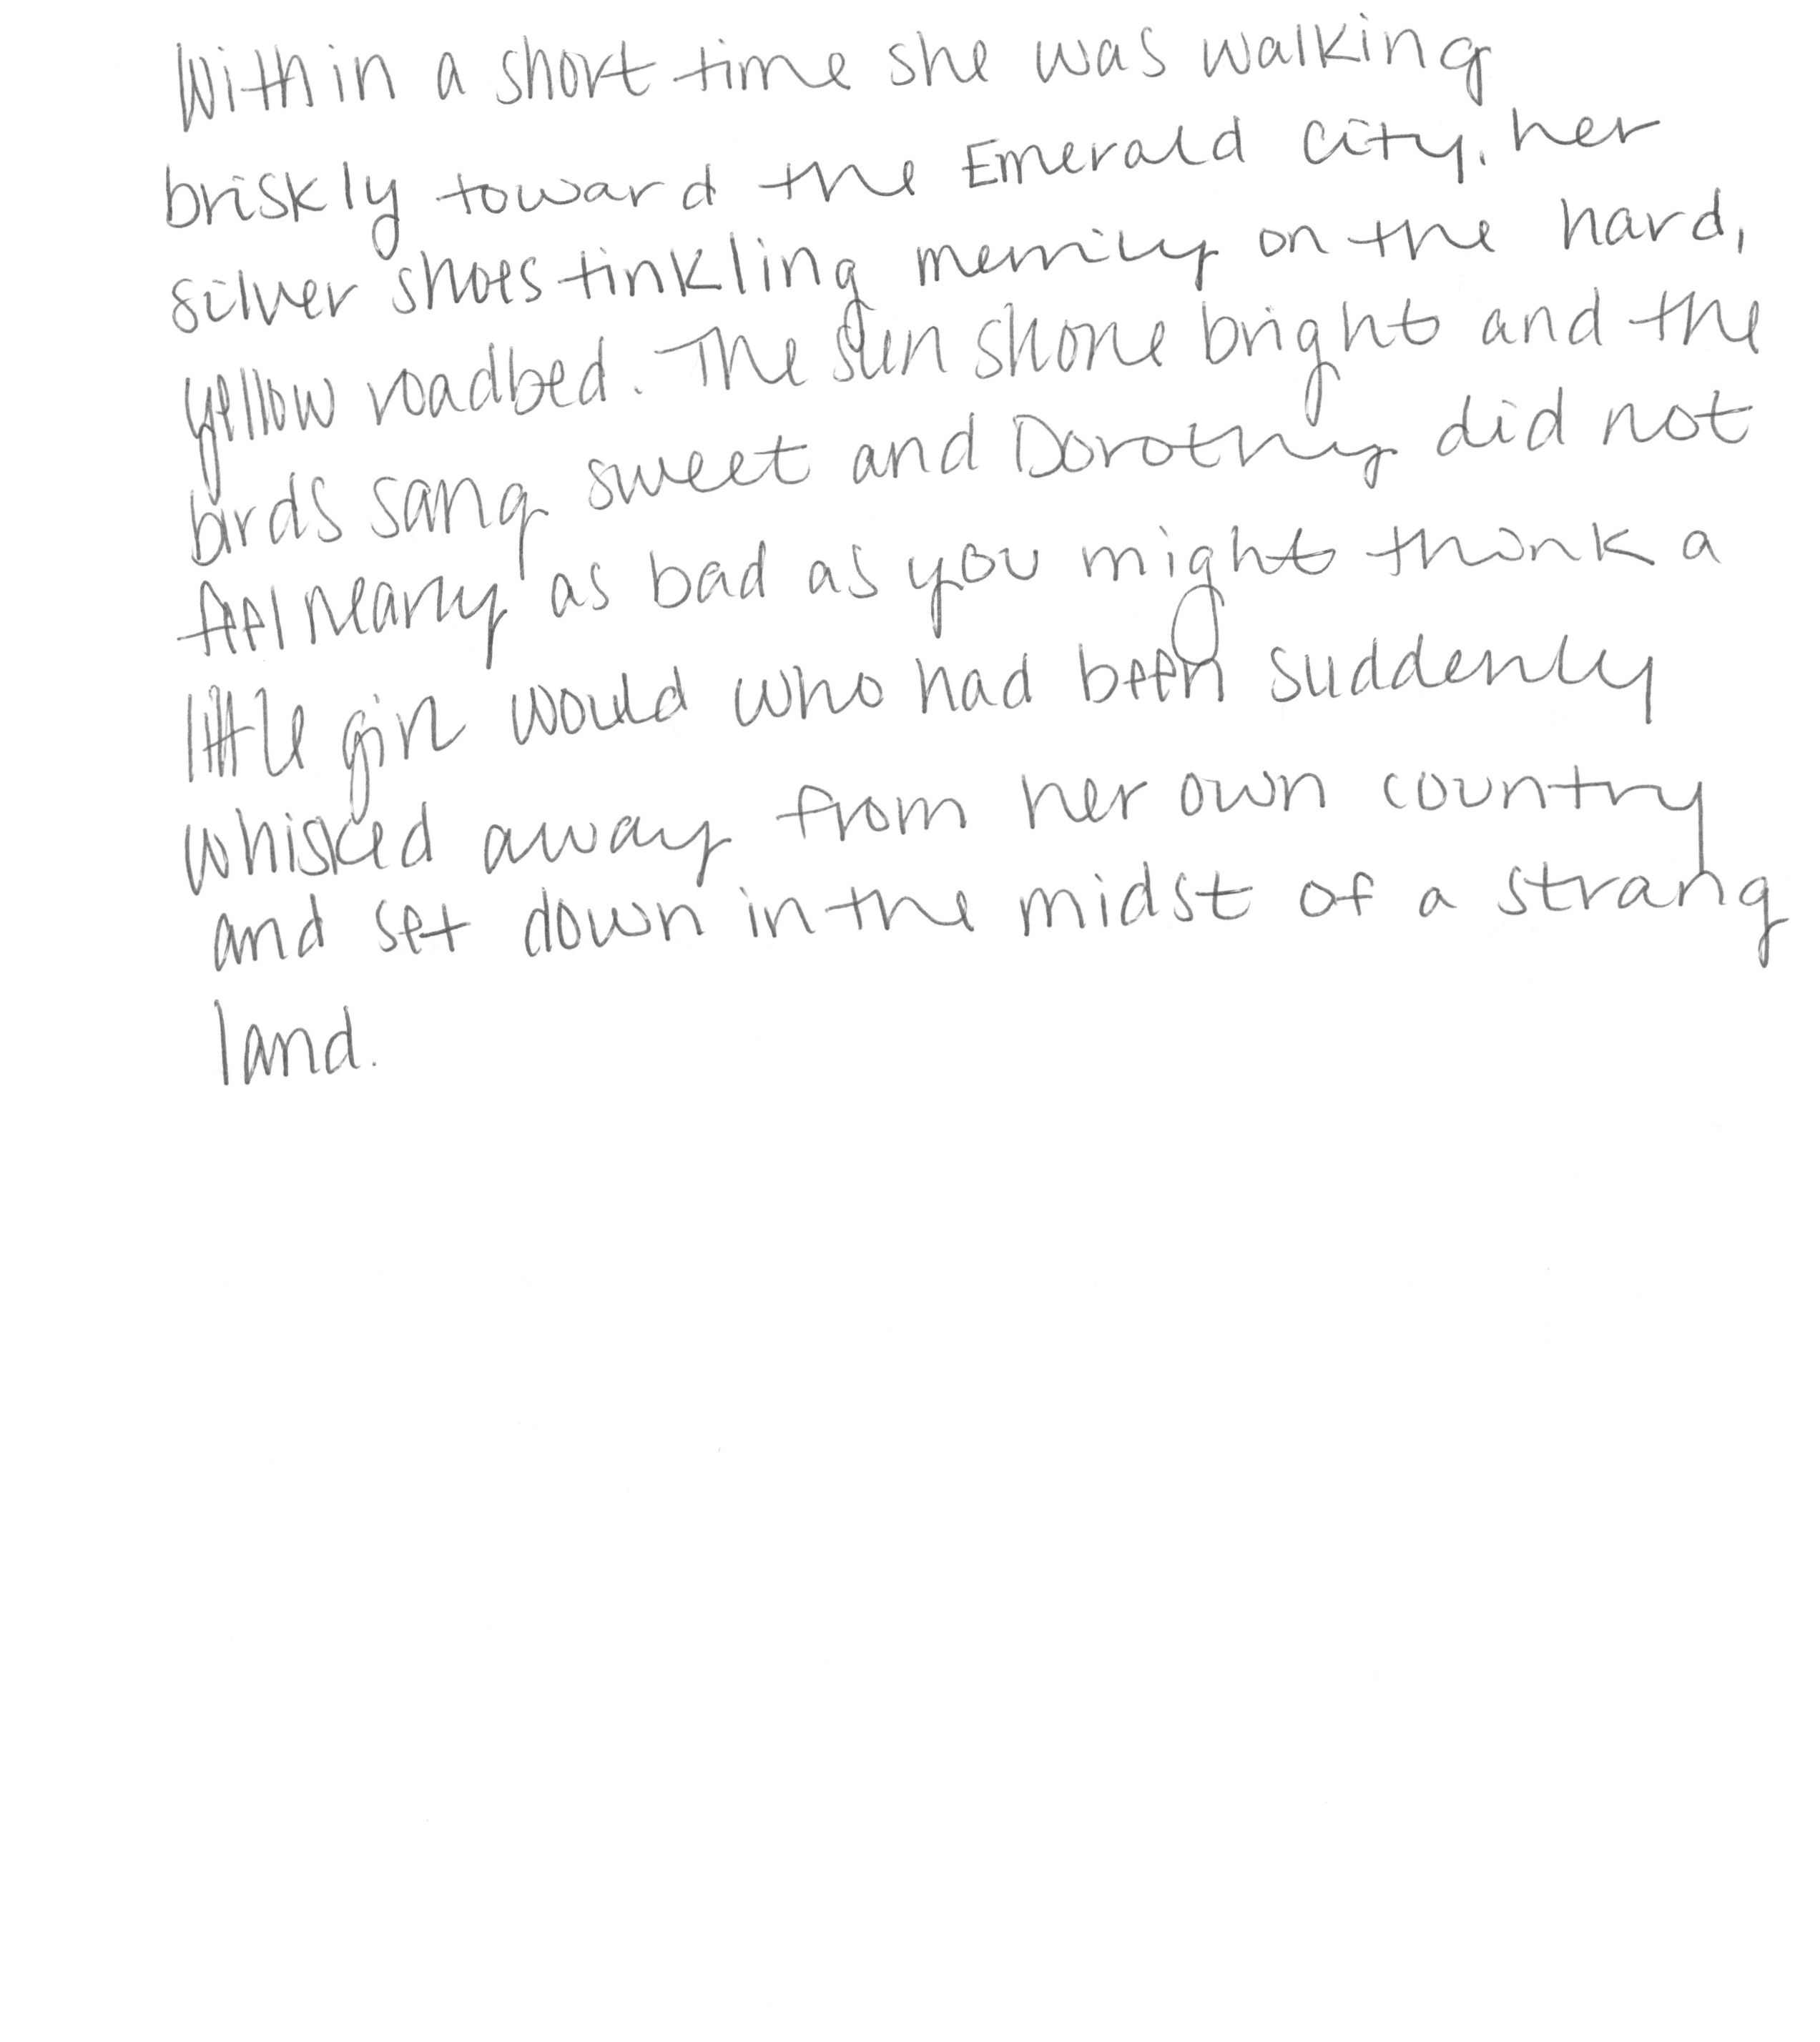 Within a short time she was walking
briskly toward the Emerald City, her
silver shoes tinkling merrily on the hard,
yellow roadbed. The sun shone bright and the
birds sang sweet and Dorothy did not
feel nearly as bad as you might think a
little girl would who had been suddenly
whisked away from her own country
and set down in the midst of a strang
land.